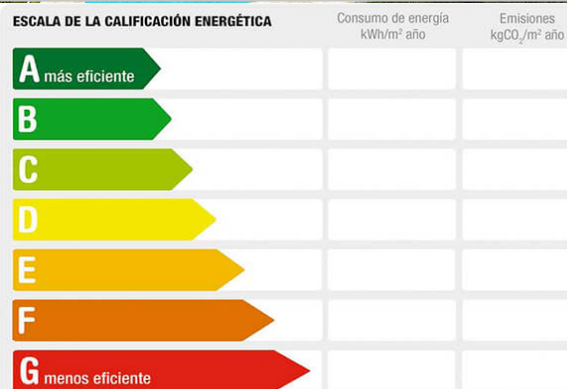 ESCALA DE LA CALIFICACIÓN ENERGÉTICA
Consumo de energía
kWh/m² año
Emisiones
kgCO₂/m² año
A más eficiente
B
C
D
E
F
G menos eficiente